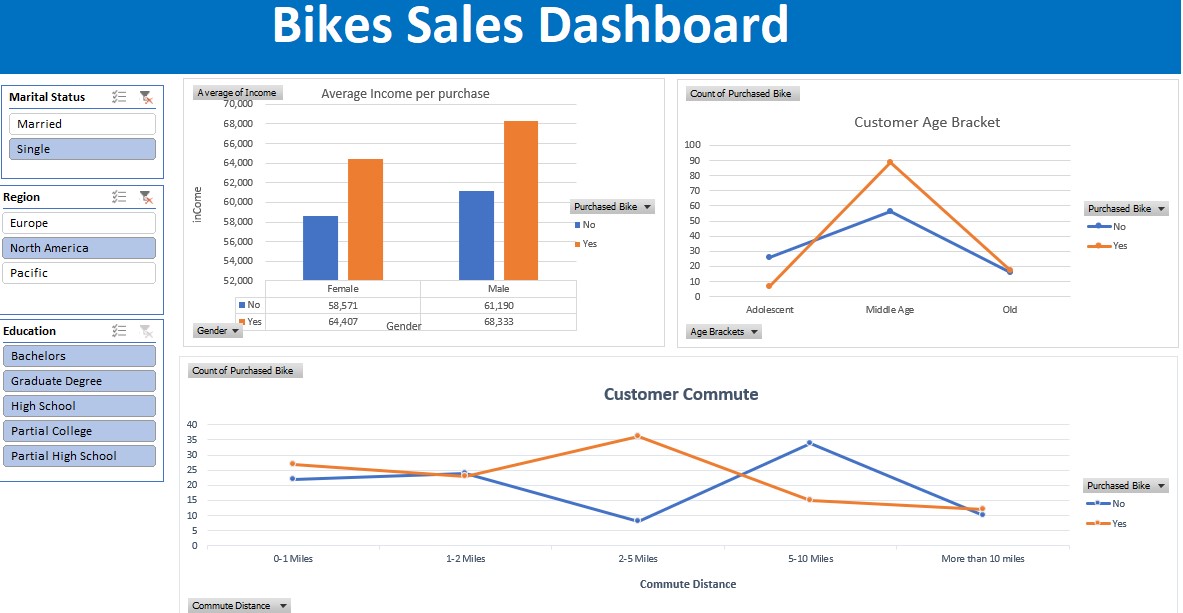 Bikes Sales Dashboard
Marital Status
Married
Single
Region
Europe
North America
Pacific
Education
Bachelors
Graduate Degree
High School
Partial College
Partial High School
Average of Income
Average Income per purchase
70,000
68,000
66,000
64,000
62,000
60,000
58,000
56,000
54,000
52,000
inCome
Female Male
No 58,571 61,190
Yes 64,407 68,333
Gender
Gender
Purchased Bike
No
Yes
Count of Purchased Bike
Customer Age Bracket
100
90
80
70
60
50
40
30
20
10
0
Adolescent Middle Age Old
Age Brackets
Purchased Bike
No
Yes
Count of Purchased Bike
Customer Commute
40
35
30
25
20
15
10
5
0
0-1 Miles 1-2 Miles 2-5 Miles 5-10 Miles More than 10 miles
Commute Distance
Commute Distance
Purchased Bike
No
Yes